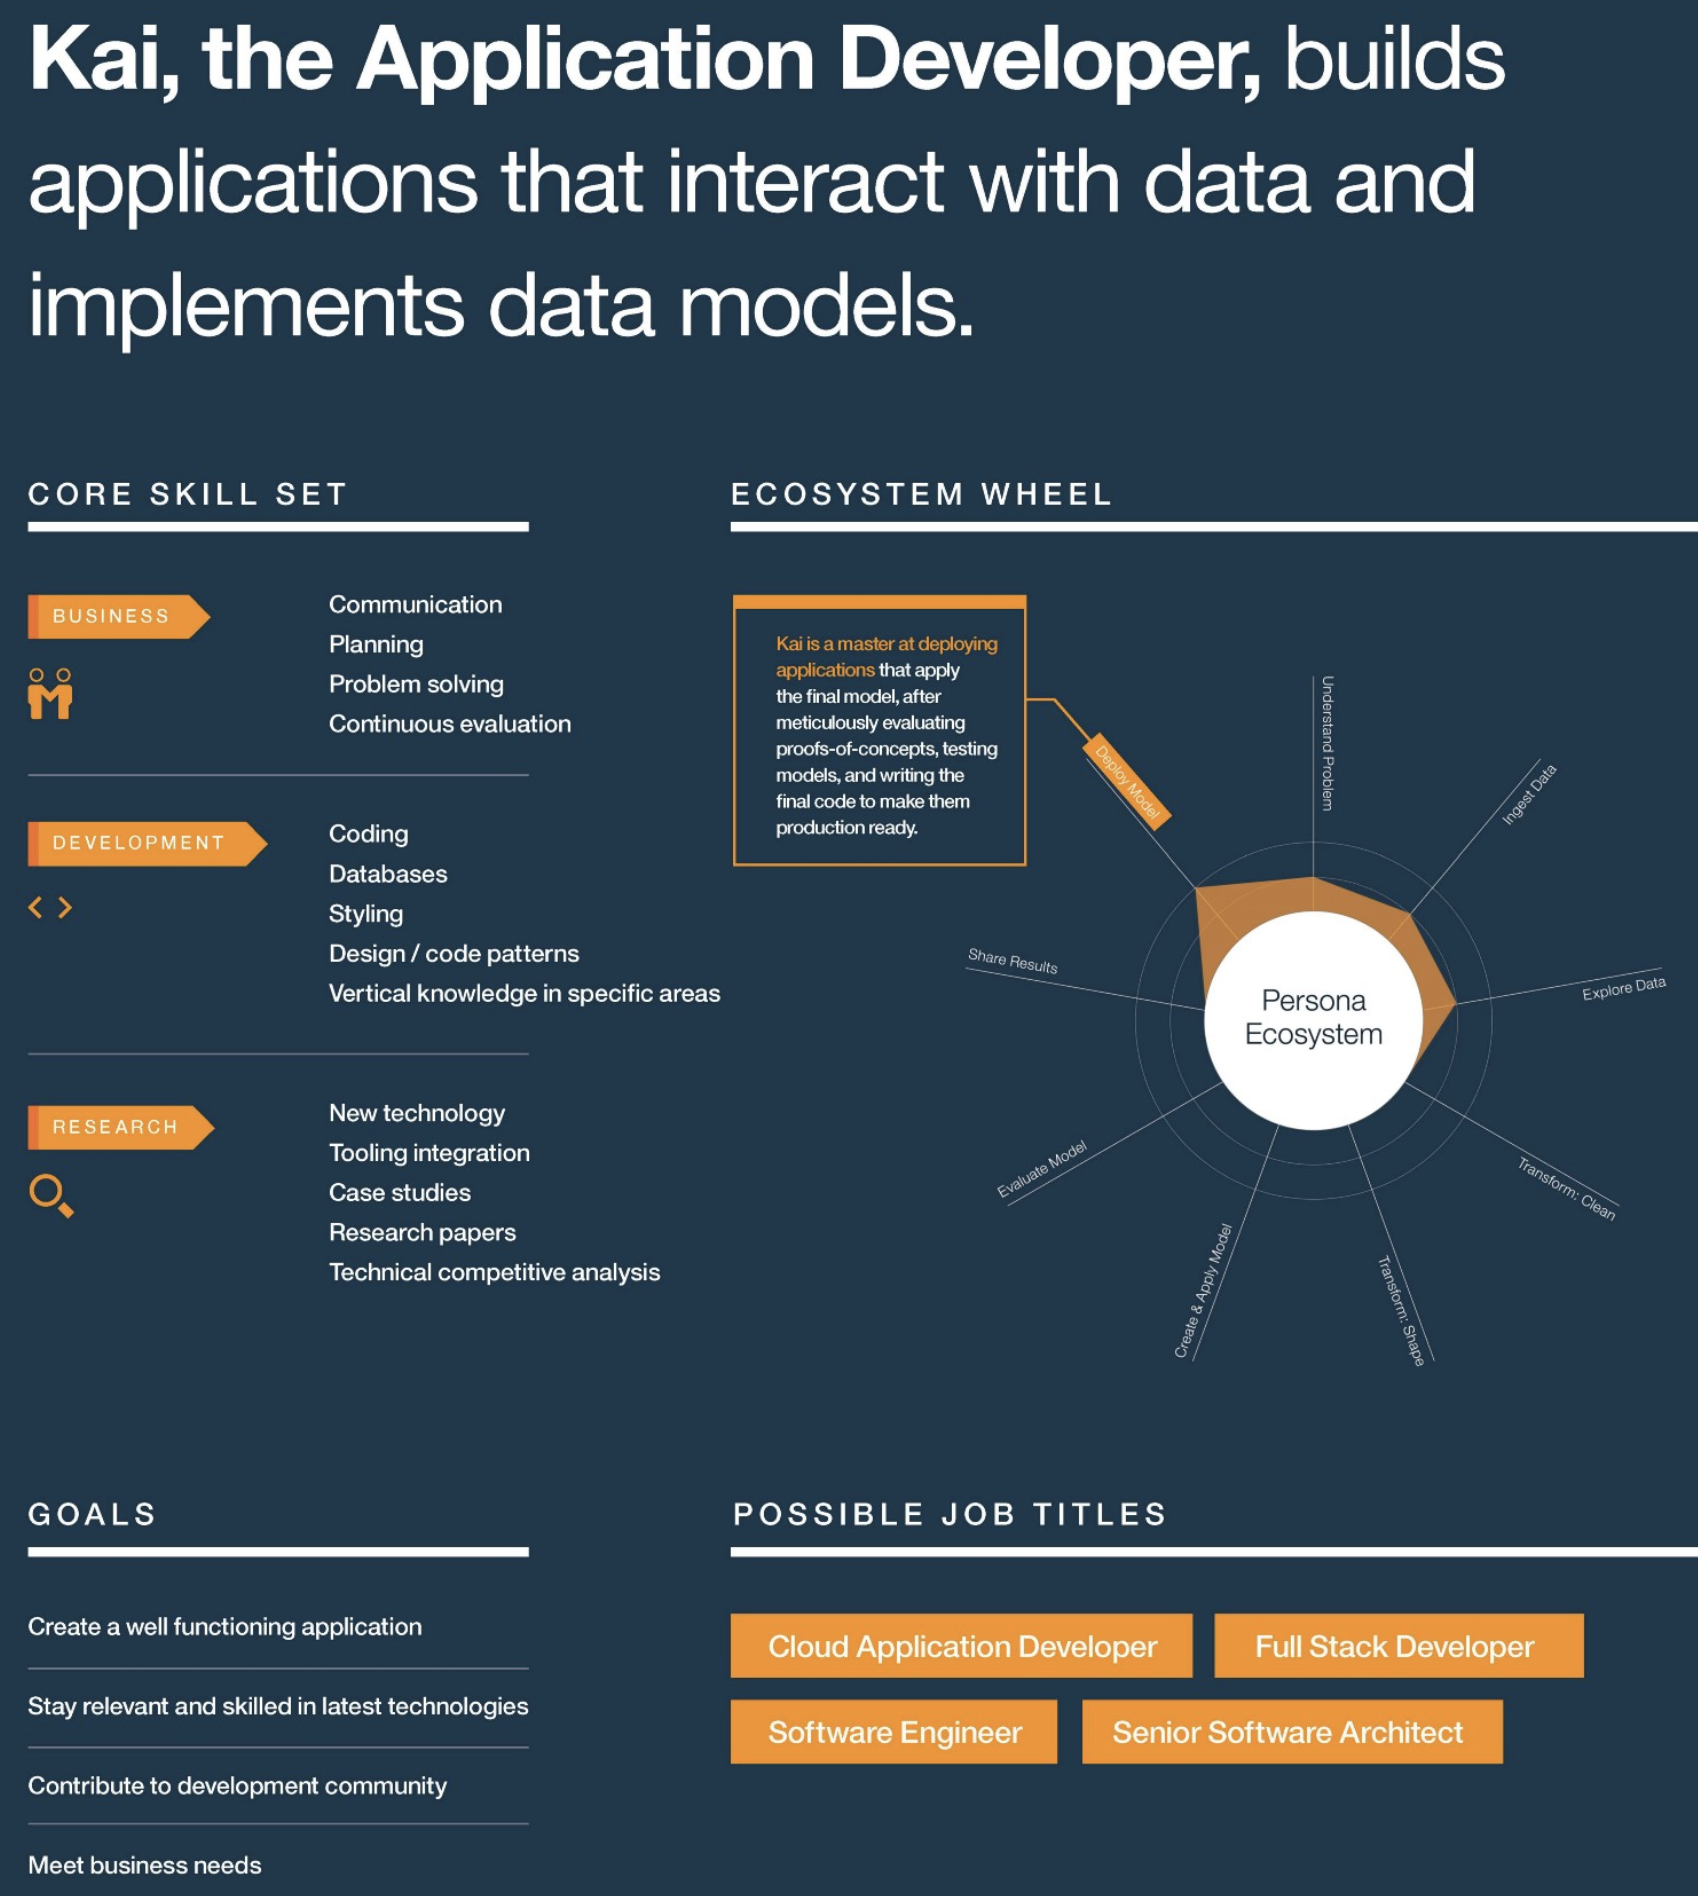 Kai, the Application Developer, builds
applications that interact with data and
implements data models.
CORE SKILL SET
BUSINESS
Communication
Planning
Problem solving
Continuous evaluation
DEVELOPMENT
Coding
Databases
Styling
Design / code patterns
Vertical knowledge in specific areas
RESEARCH
New technology
Tooling integration
Case studies
Research papers
Technical competitive analysis
ECOSYSTEM WHEEL
Kai is a master at deploying
applications that apply
the final model, after
meticulously evaluating
proofs-of-concepts, testing
models, and writing the
final code to make them
production ready.
Deploy Model
Understand Problem
Ingest Data
Explore Data
Transform: Clean
Transform: Shape
Create & Apply Model
Evaluate Model
Share Results
Persona
Ecosystem
GOALS
Create a well functioning application
Stay relevant and skilled in latest technologies
Contribute to development community
Meet business needs
POSSIBLE JOB TITLES
Cloud Application Developer
Full Stack Developer
Software Engineer
Senior Software Architect